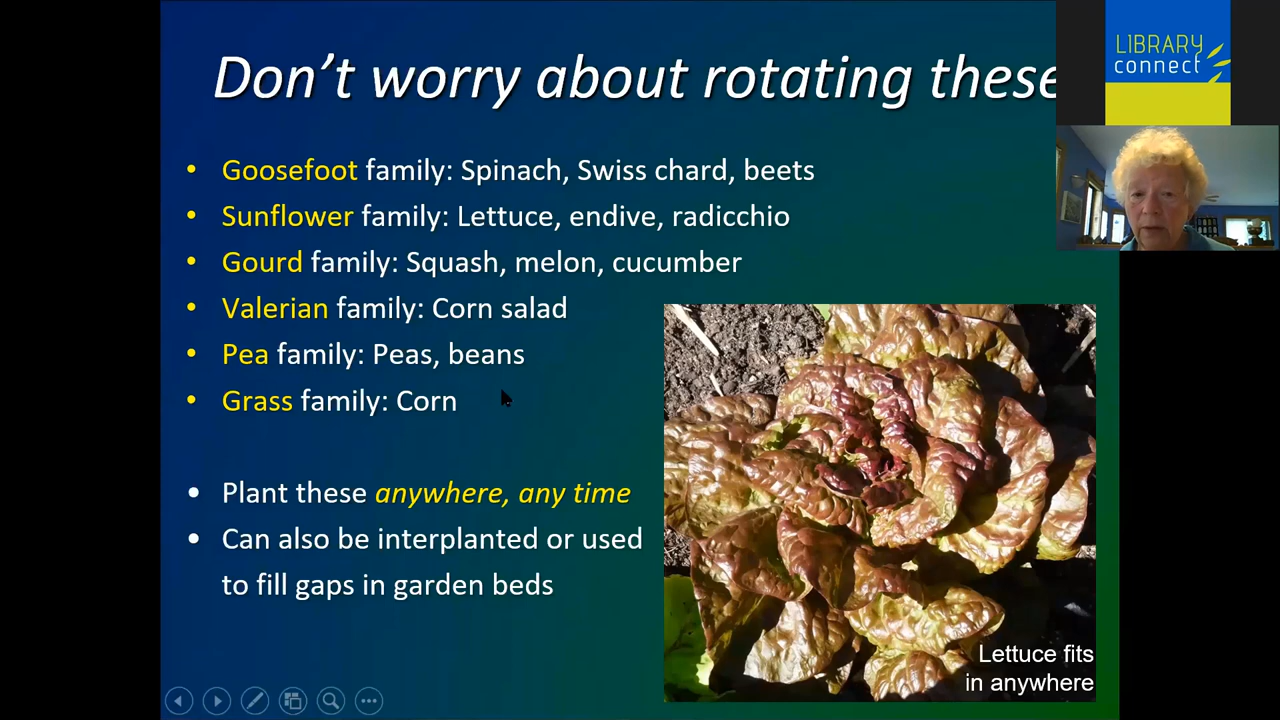 Don't worry about rotating these
LIBRARY
connect
• Goosefoot family: Spinach, Swiss chard, beets
• Sunflower family: Lettuce, endive, radicchio
• Gourd family: Squash, melon, cucumber
• Valerian family: Corn salad
• Pea family: Peas, beans
• Grass family: Corn
• Plant these anywhere, any time
• Can also be interplanted or used
to fill gaps in garden beds
Lettuce fits
in anywhere